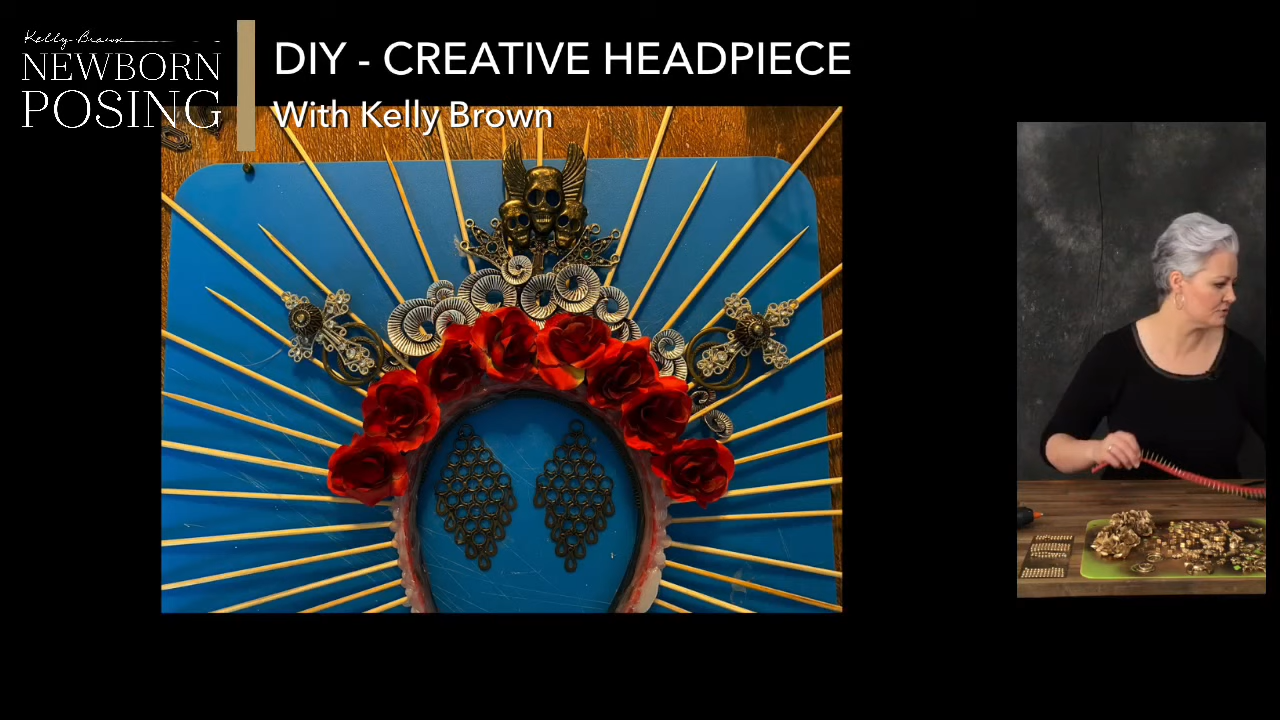 Kelly Brown
NEWBORN
POSING
DIY - CREATIVE HEADPIECE
With Kelly Brown